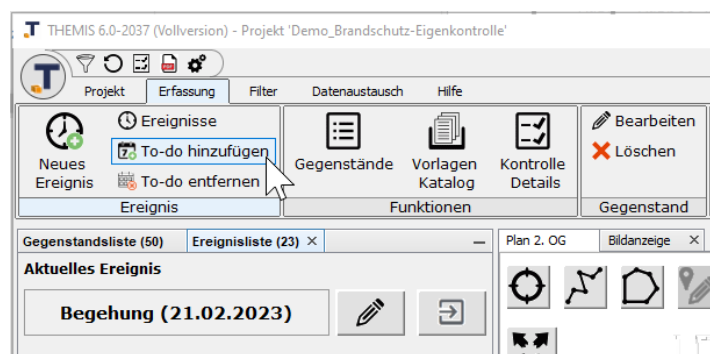 THEMIS 6.0-2037 (Vollversion) - Projekt 'Demo_Brandschutz-Eigenkontrolle'
Projekt Erfassung Filter Datenaustausch Hilfe
Neues Ereignis
Ereignisse
To-do hinzufügen
To-do entfernen
Ereignis
Gegenstände
Vorlagen Katalog
Kontrolle Details
Funktionen
Bearbeiten
Löschen
Gegenstand
Gegenstandsliste (50) Ereignisliste (23)
Aktuelles Ereignis
Begehung (21.02.2023)
Plan 2. OG Bildanzeige